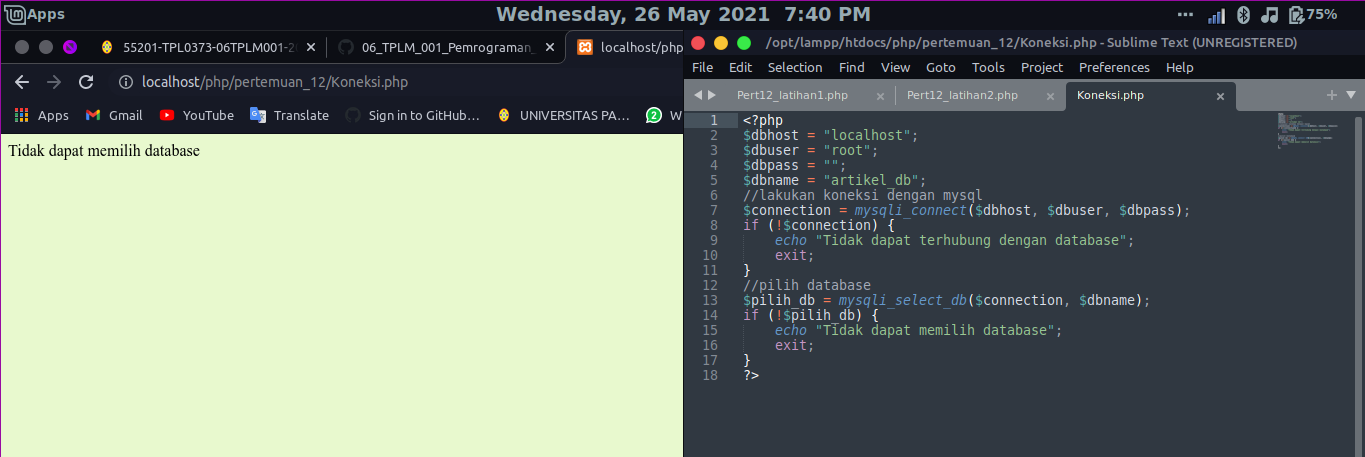 Apps
Wednesday, 26 May 2021 7:40 PM
75%
55201-TPL0373-06TPLM001-2
06_TPLM_001_Pemrograman_
localhost/php
localhost/php/pertemuan_12/Koneksi.php
Apps
Gmail
YouTube
Translate
Sign in to GitHub...
UNIVERSITAS PA...
2
W
Tidak dapat memilih database
/opt/lampp/htdocs/php/pertemuan_12/Koneksi.php - Sublime Text (UNREGISTERED)
File Edit Selection Find View Goto Tools Project Preferences Help
Pert12_latihan1.php
Pert12_latihan2.php
Koneksi.php
1 <?php
2 $dbhost = "localhost";
3 $dbuser = "root";
4 $dbpass = "";
5 $dbname = "artikel_db";
6 //lakukan koneksi dengan mysql
7 $connection = mysqli_connect($dbhost, $dbuser, $dbpass);
8 if (!$connection) {
9 echo "Tidak dapat terhubung dengan database";
10 exit;
11 }
12 //pilih database
13 $pilih_db = mysqli_select_db($connection, $dbname);
14 if (!$pilih_db) {
15 echo "Tidak dapat memilih database";
16 exit;
17 }
18 ?>